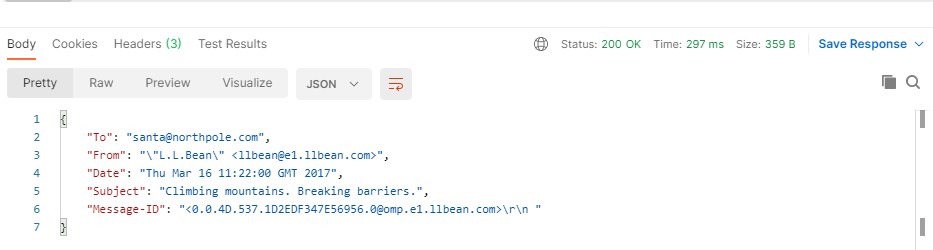 Body Cookies Headers (3) Test Results Status: 200 OK Time: 297 ms Size: 359 B Save Response
Pretty Raw Preview Visualize JSON
1 {
2 "To": "santa@northpole.com",
3 "From": "\"L.L.Bean\" <llbean@e1.llbean.com>",
4 "Date": "Thu Mar 16 11:22:00 GMT 2017",
5 "Subject": "Climbing mountains. Breaking barriers.",
6 "Message-ID": "<0.0.4D.537.1D2EDF347E56956.0@omp.e1.llbean.com>\r\n "
7 }